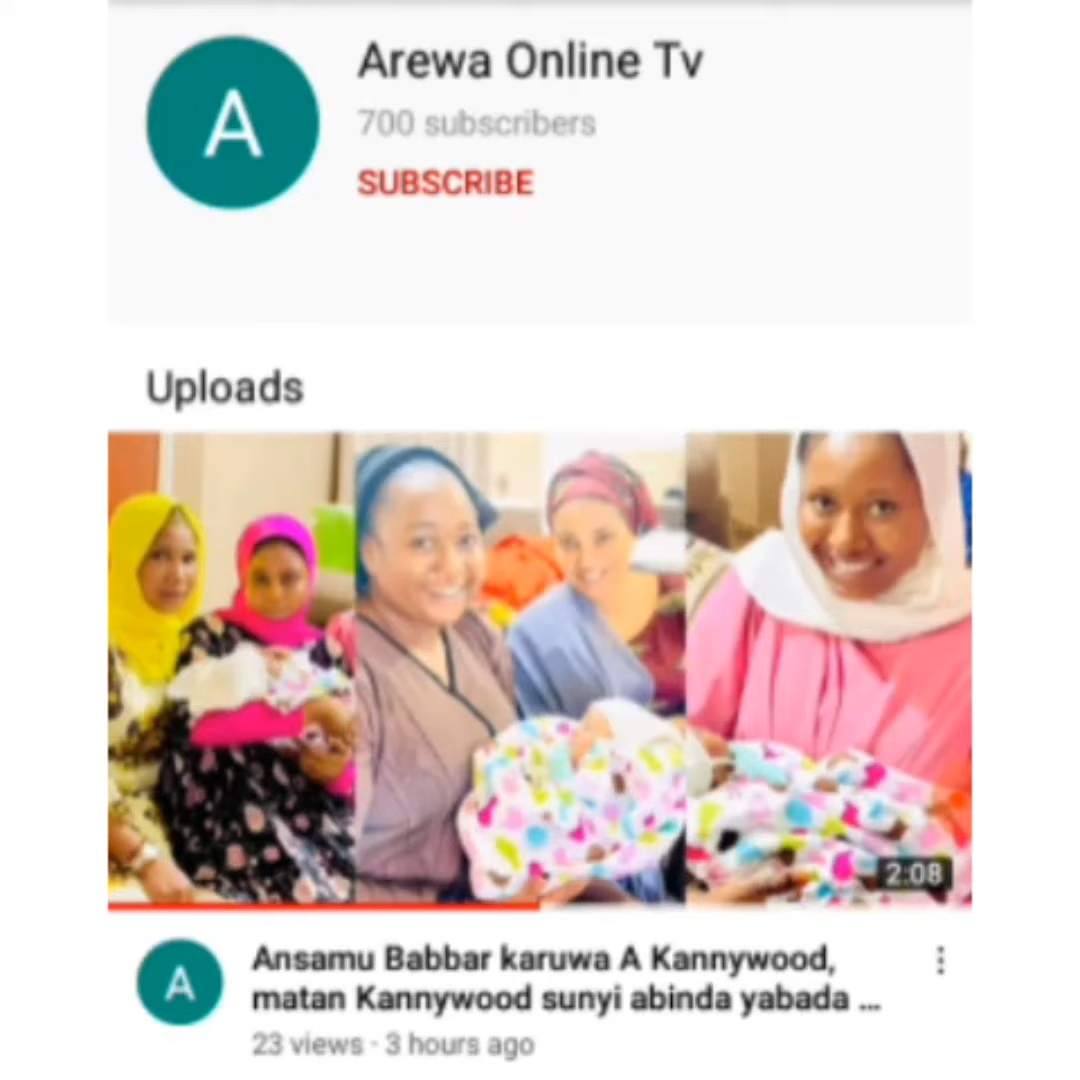 A
Arewa Online Tv
700 subscribers
SUBSCRIBE
Uploads
2:08
A
Ansamu Babbar karuwa A Kannywood,
matan Kannywood sunyi abinda yabada ...
23 views · 3 hours ago